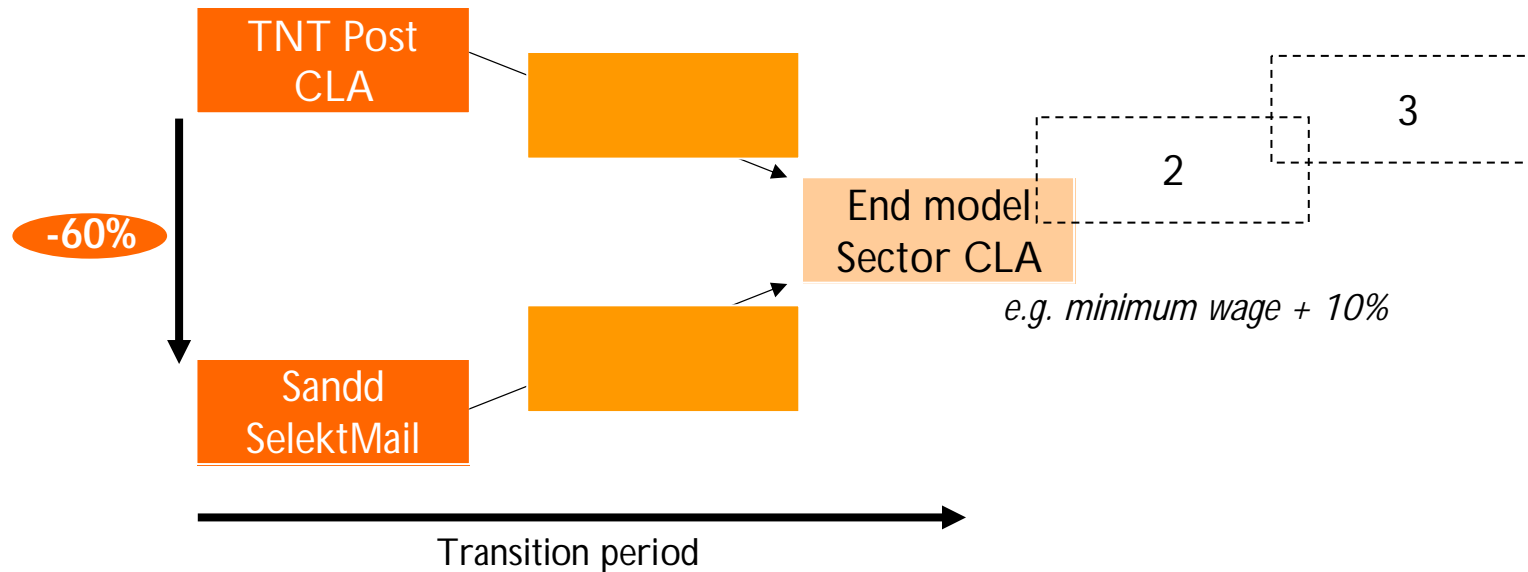 TNT Post
CLA
3
2
End model
Sector CLA
-60%
e.g. minimum wage + 10%
Sandd
SelektMail
Transition period